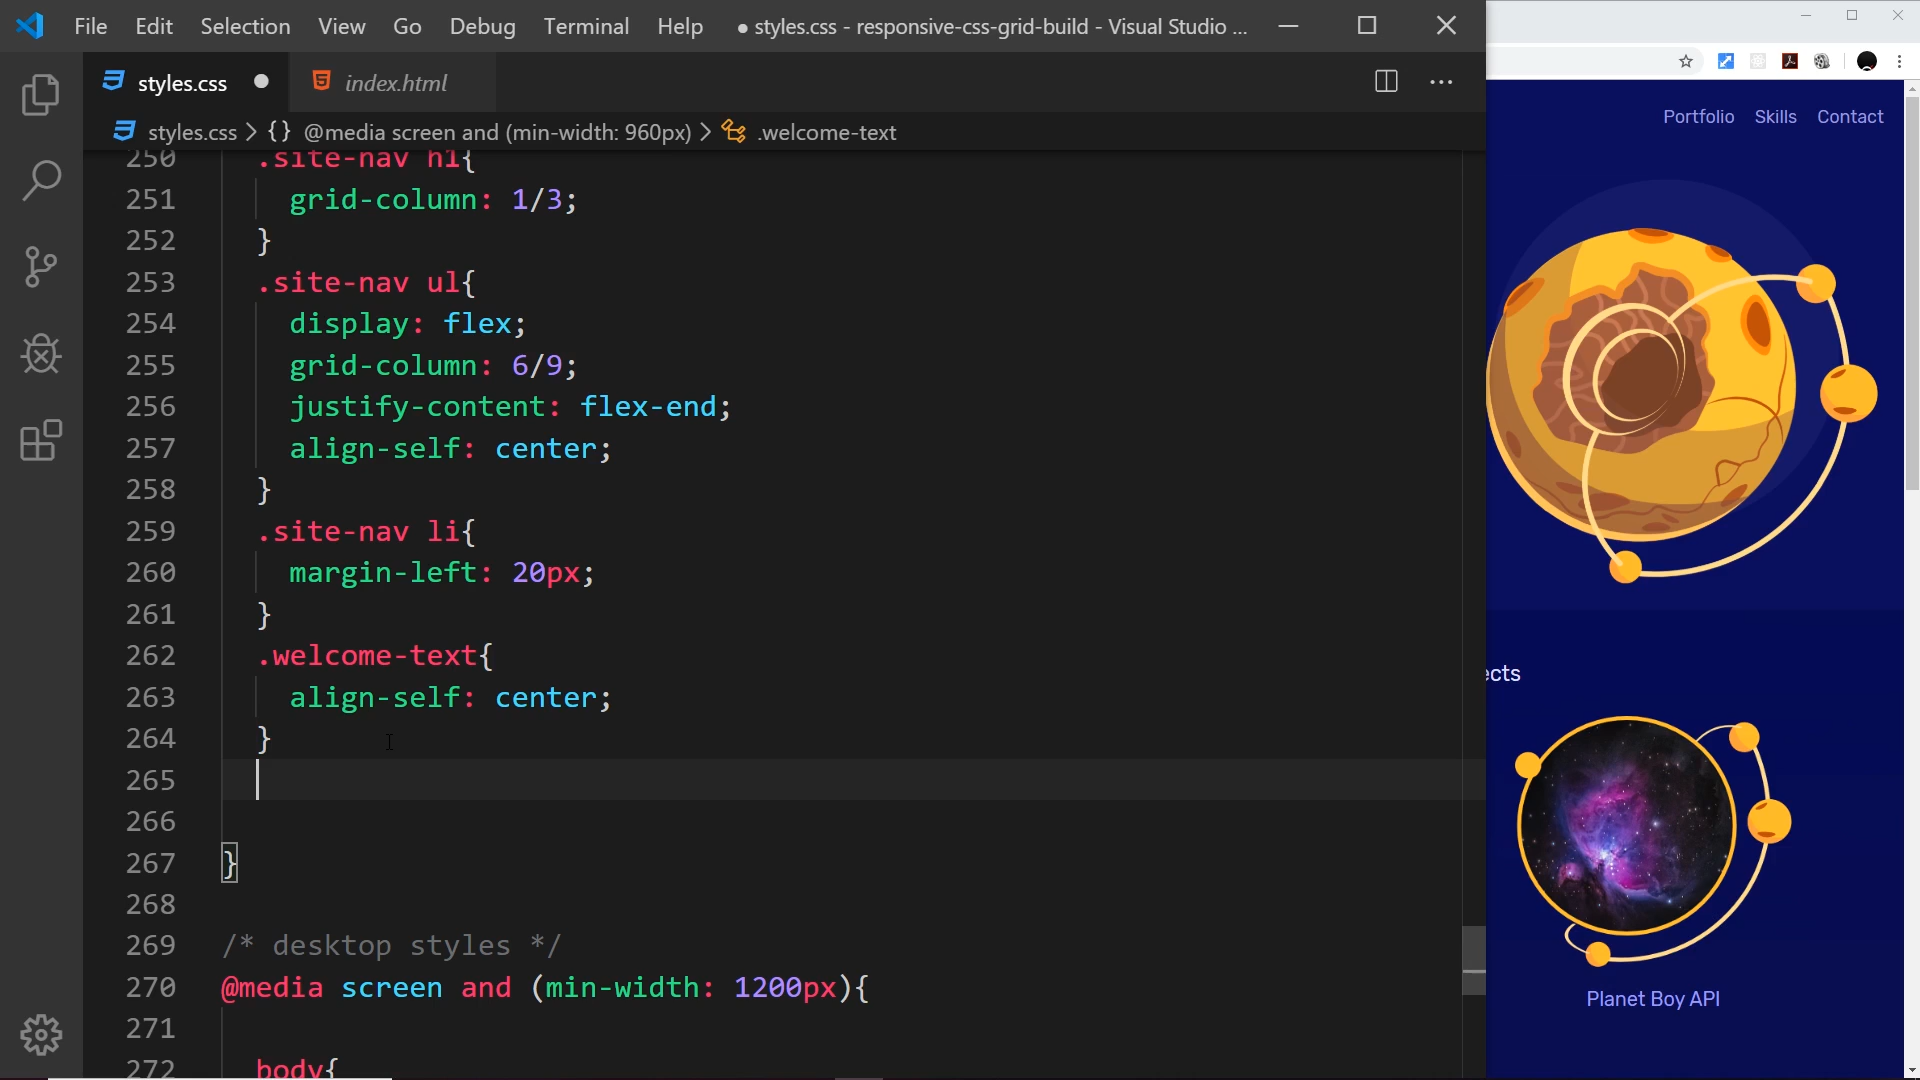 File Edit Selection View Go Debug Terminal Help ● styles.css - responsive-css-grid-build - Visual Studio ...
styles.css index.html
styles.css > {} @media screen and (min-width: 960px) > .welcome-text
250 .site-nav h1{
251 grid-column: 1/3;
252 }
253 .site-nav ul{
254 display: flex;
255 grid-column: 6/9;
256 justify-content: flex-end;
257 align-self: center;
258 }
259 .site-nav li{
260 margin-left: 20px;
261 }
262 .welcome-text{
263 align-self: center;
264 }
265
266
267 }
268
269 /* desktop styles */
270 @media screen and (min-width: 1200px){
271
272 body{
Portfolio Skills Contact
ects
Planet Boy API